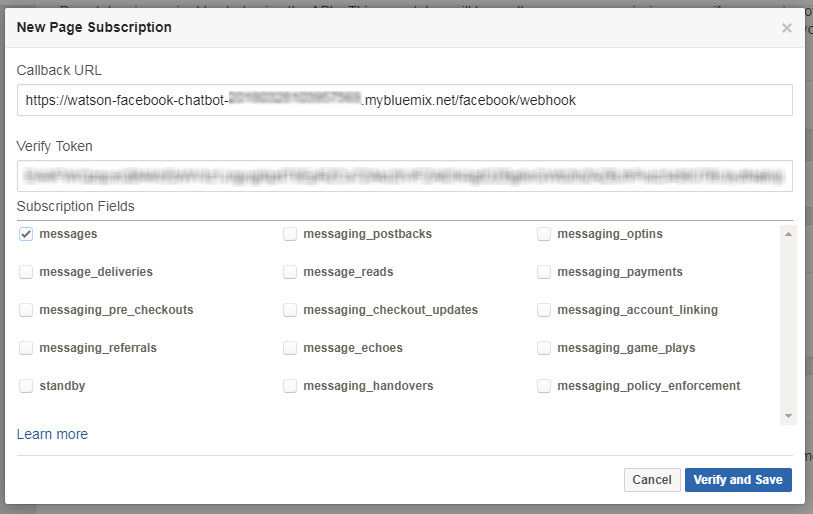 New Page Subscription
Callback URL
https://watson-facebook-chatbot- .mybluemix.net/facebook/webhook
Verify Token
Subscription Fields
messages messaging_postbacks messaging_optins
message_deliveries message_reads messaging_payments
messaging_pre_checkouts messaging_checkout_updates messaging_account_linking
messaging_referrals message_echoes messaging_game_plays
standby messaging_handovers messaging_policy_enforcement
Learn more
Cancel Verify and Save